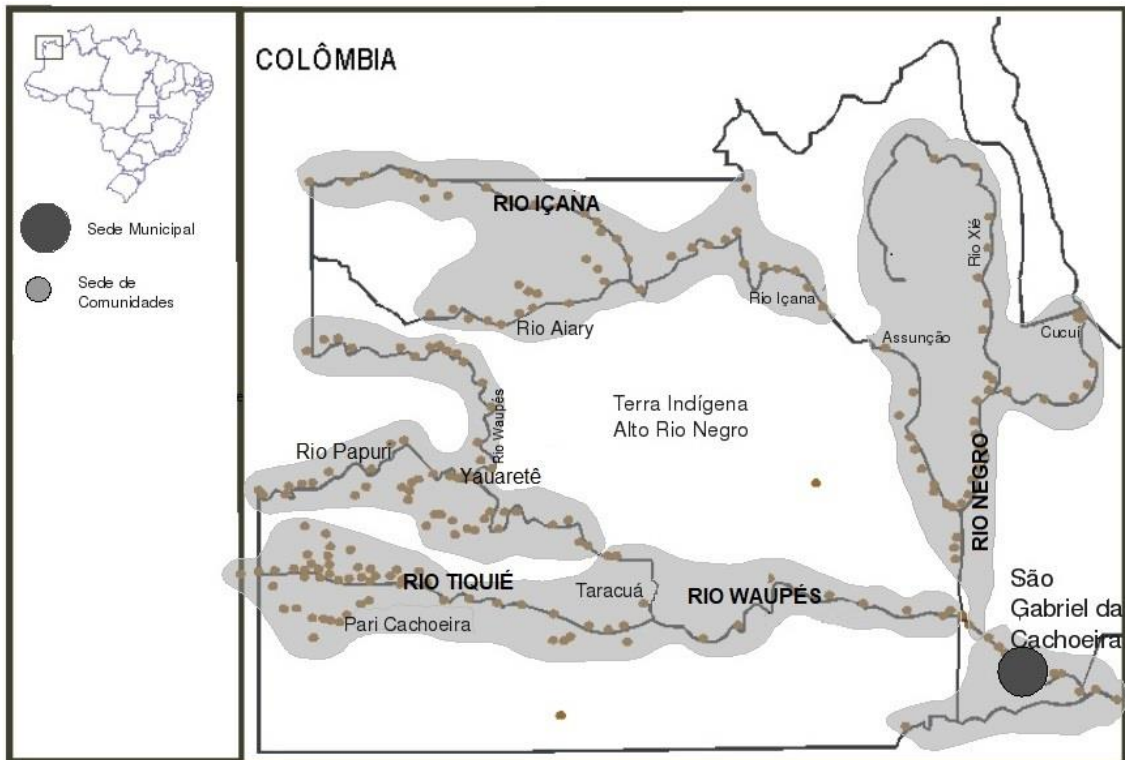 COLÔMBIA
Sede Municipal
Sede de
Comunidades
RIO IÇANA
Rio Xié
Rio Içana
Rio Aiary
Assunção
Cucuí
Terra Indígena
Alto Rio Negro
Rio Waupés
Rio Papuri
Yauaretê
RIO NEGRO
RIO TIQUIÉ
Taracuá
RIO WAUPÉS
Pari Cachoeira
São
Gabriel da
Cachoeira